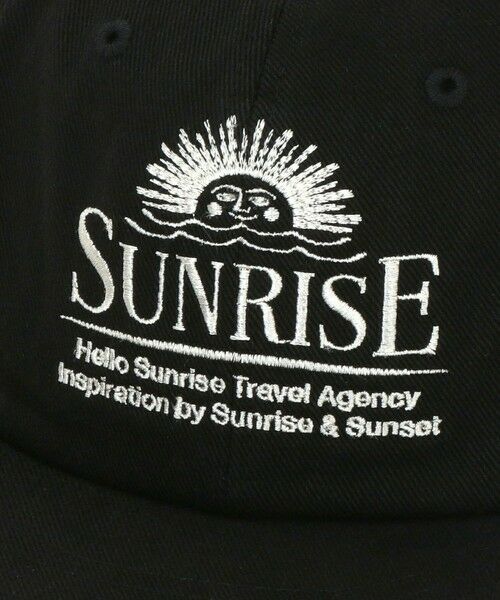 SUNRISE
Hello Sunrise Travel Agency
Inspiration by Sunrise & Sunset